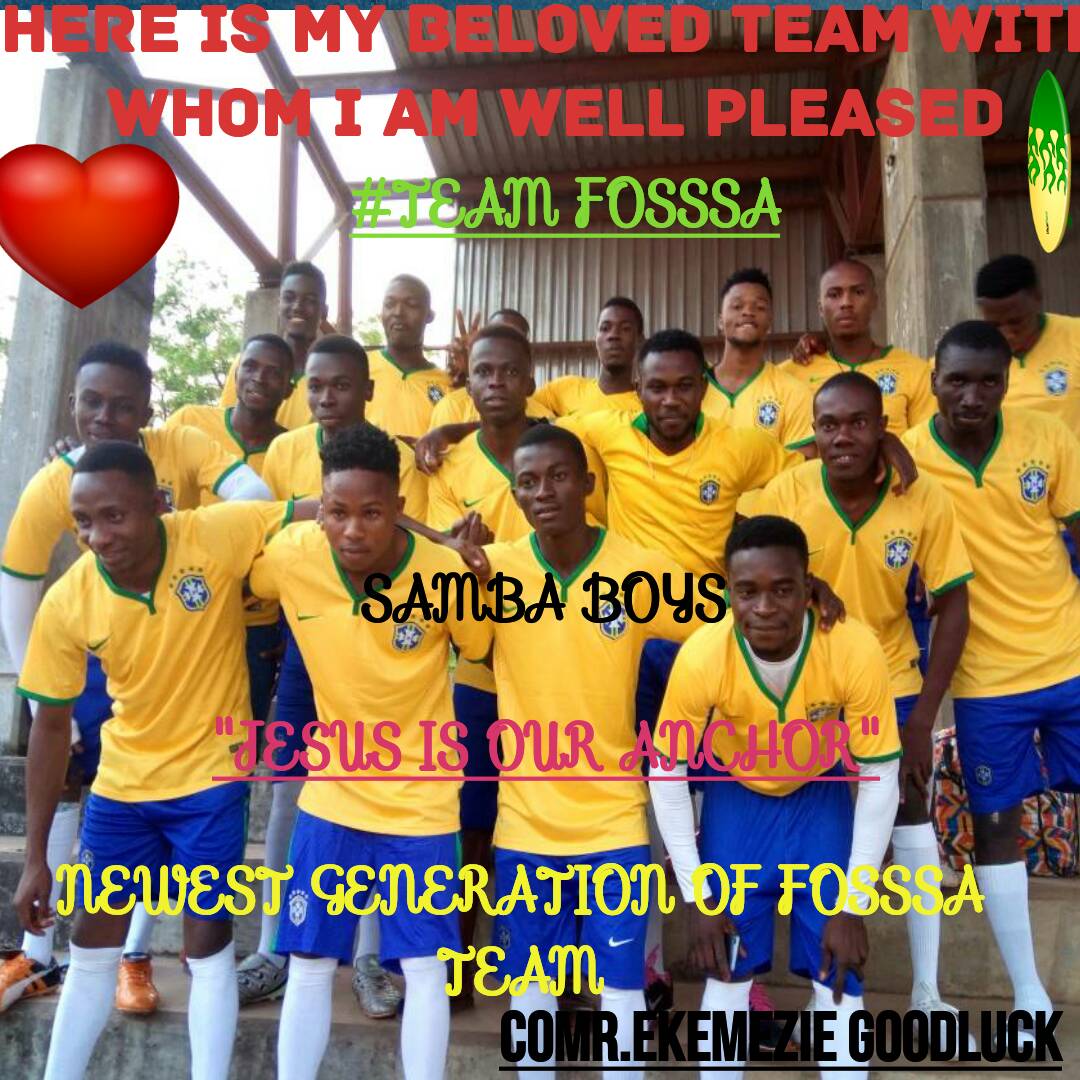 HERE IS MY BELOVED TEAM WITH
WHOM I AM WELL PLEASED
#TEAM FOSSSA
SAMBA BOYS
"JESUS IS OUR ANCHOR"
NEWEST GENERATION OF FOSSSA
TEAM
COMR.EKEMEZIE GOODLUCK